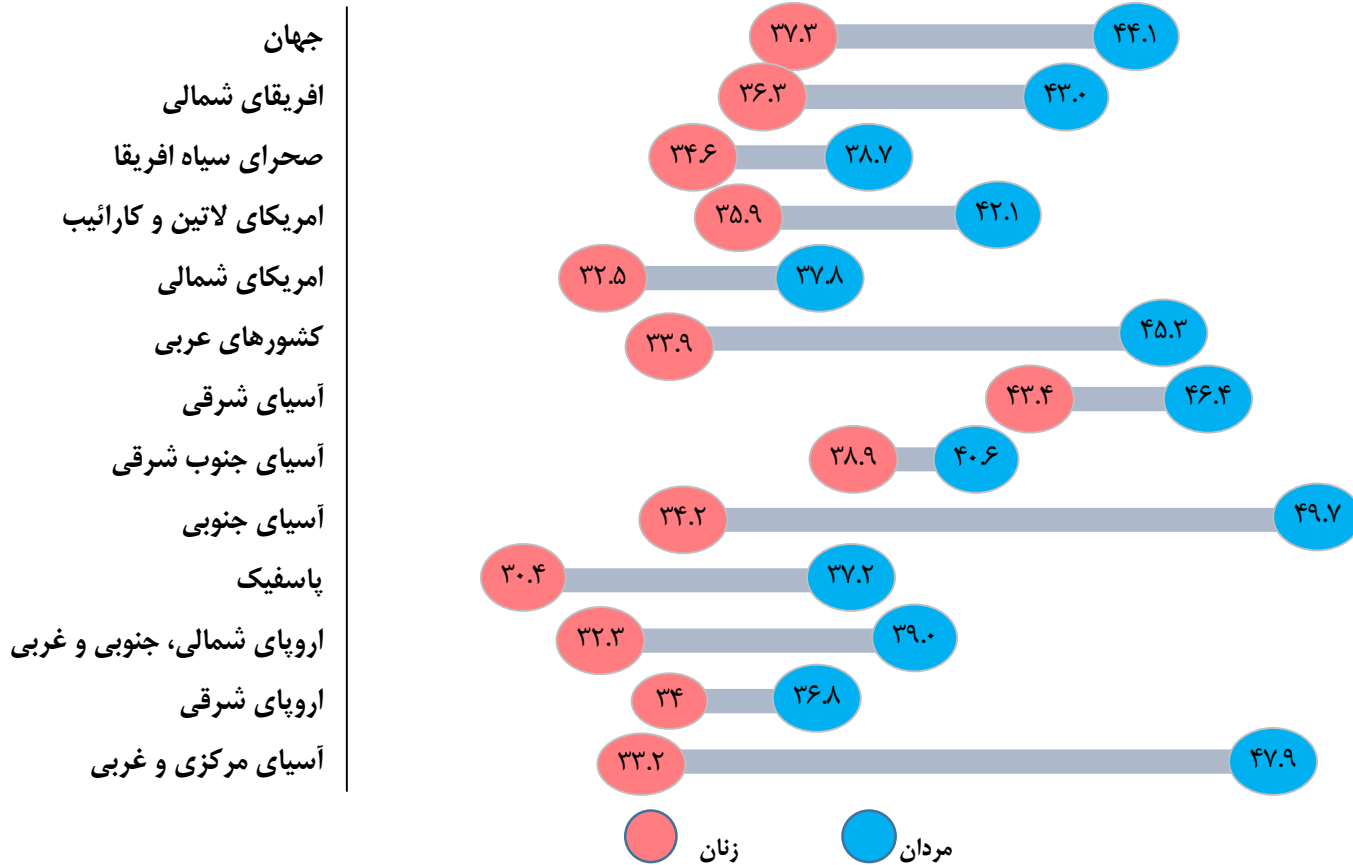 جهان ۳۷.۳ ۴۴.۱
افریقای شمالی ۳۶.۳ ۴۳.۰
صحرای سیاه افریقا ۳۴.۶ ۳۸.۷
امریکای لاتین و کارائیب ۳۵.۹ ۴۲.۱
امریکای شمالی ۳۲.۵ ۳۷.۸
کشورهای عربی ۳۳.۹ ۴۵.۳
آسیای شرقی ۴۳.۴ ۴۶.۴
آسیای جنوب شرقی ۳۸.۹ ۴۰.۶
آسیای جنوبی ۳۴.۲ ۴۹.۷
پاسفیک ۳۰.۴ ۳۷.۲
اروپای شمالی، جنوبی و غربی ۳۲.۳ ۳۹.۰
اروپای شرقی ۳۴ ۳۶.۸
آسیای مرکزی و غربی ۳۳.۲ ۴۷.۹
زنان مردان